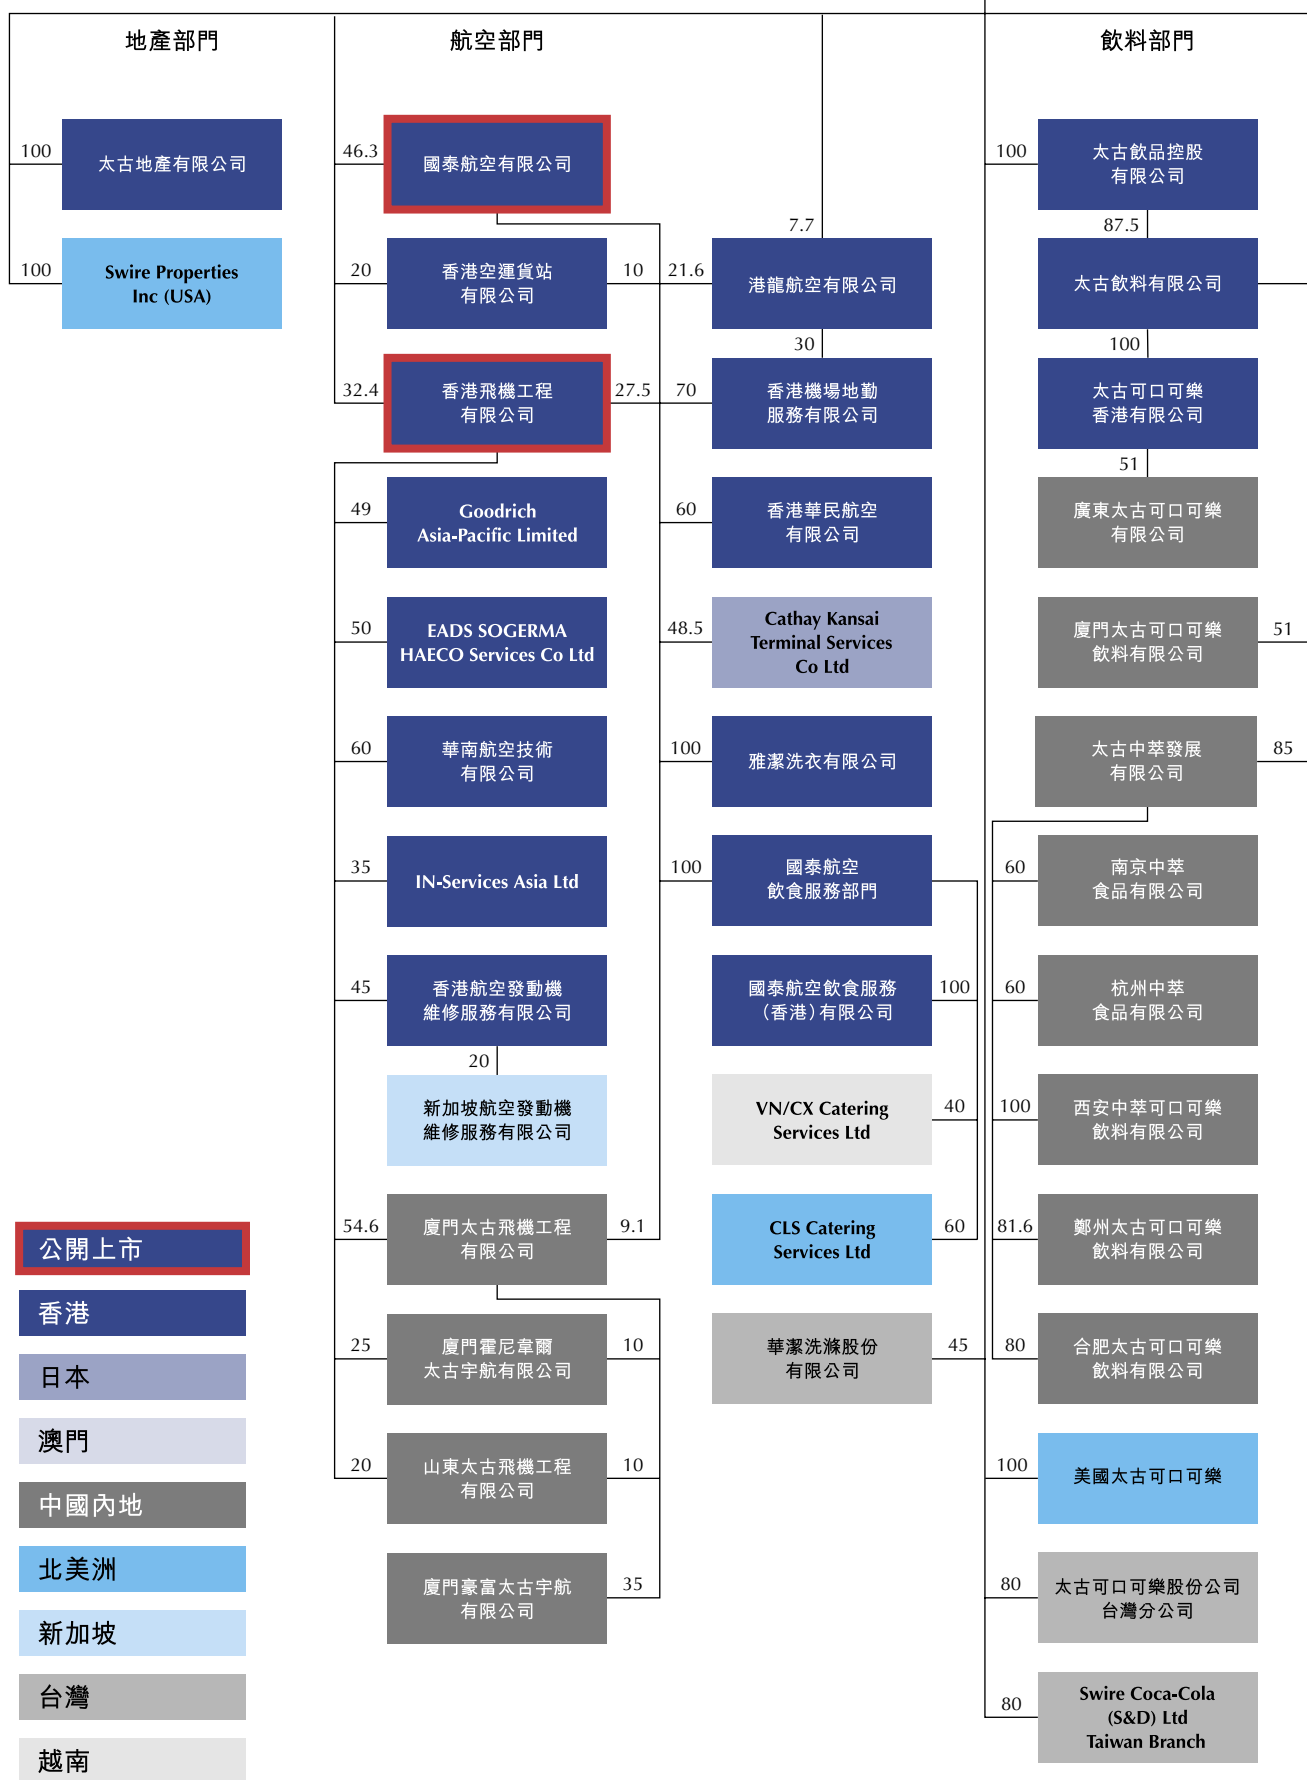 地產部門
航空部門
飲料部門
100
太古地產有限公司
100
Swire Properties
Inc (USA)
46.3
國泰航空有限公司
20
香港空運貨站
有限公司
10
32.4
香港飛機工程
有限公司
27.5
49
Goodrich
Asia-Pacific Limited
50
EADS SOGERMA
HAECO Services Co Ltd
60
華南航空技術
有限公司
35
IN-Services Asia Ltd
45
香港航空發動機
維修服務有限公司
20
新加坡航空發動機
維修服務有限公司
54.6
廈門太古飛機工程
有限公司
9.1
25
廈門霍尼韋爾
太古宇航有限公司
10
20
山東太古飛機工程
有限公司
10
廈門豪富太古宇航
有限公司
35
7.7
21.6
港龍航空有限公司
30
70
香港機場地勤
服務有限公司
60
香港華民航空
有限公司
48.5
Cathay Kansai
Terminal Services
Co Ltd
100
雅潔洗衣有限公司
100
國泰航空
飲食服務部門
國泰航空飲食服務
（香港）有限公司
100
VN/CX Catering
Services Ltd
40
CLS Catering
Services Ltd
60
華潔洗滌股份
有限公司
45
100
太古飲品控股
有限公司
87.5
太古飲料有限公司
100
太古可口可樂
香港有限公司
51
廣東太古可口可樂
有限公司
廈門太古可口可樂
飲料有限公司
51
太古中萃發展
有限公司
85
60
南京中萃
食品有限公司
60
杭州中萃
食品有限公司
100
西安中萃可口可樂
飲料有限公司
81.6
鄭州太古可口可樂
飲料有限公司
80
合肥太古可口可樂
飲料有限公司
100
美國太古可口可樂
80
太古可口可樂股份公司
台灣分公司
80
Swire Coca-Cola
(S&D) Ltd
Taiwan Branch
公開上市
香港
日本
澳門
中國內地
北美洲
新加坡
台灣
越南